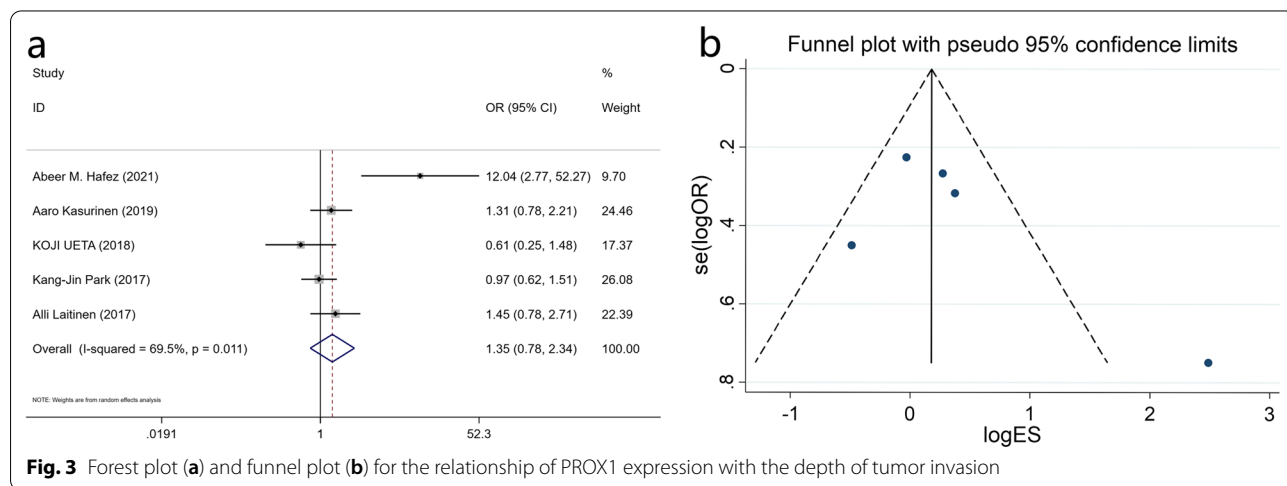 a
Study %
ID OR (95% CI) Weight
Abeer M. Hafez (2021) 12.04 (2.77, 52.27) 9.70
Aaro Kasurinen (2019) 1.31 (0.78, 2.21) 24.46
KOJI UETA (2018) 0.61 (0.25, 1.48) 17.37
Kang-Jin Park (2017) 0.97 (0.62, 1.51) 26.08
Alli Laitinen (2017) 1.45 (0.78, 2.71) 22.39
Overall (I-squared = 69.5%, p = 0.011) 1.35 (0.78, 2.34) 100.00
NOTE: Weights are from random effects analysis
.0191 1 52.3
b
Funnel plot with pseudo 95% confidence limits
se(logOR)
0
.2
.4
.6
.8
-1 0 1 2 3
logES
Fig. 3 Forest plot (a) and funnel plot (b) for the relationship of PROX1 expression with the depth of tumor invasion